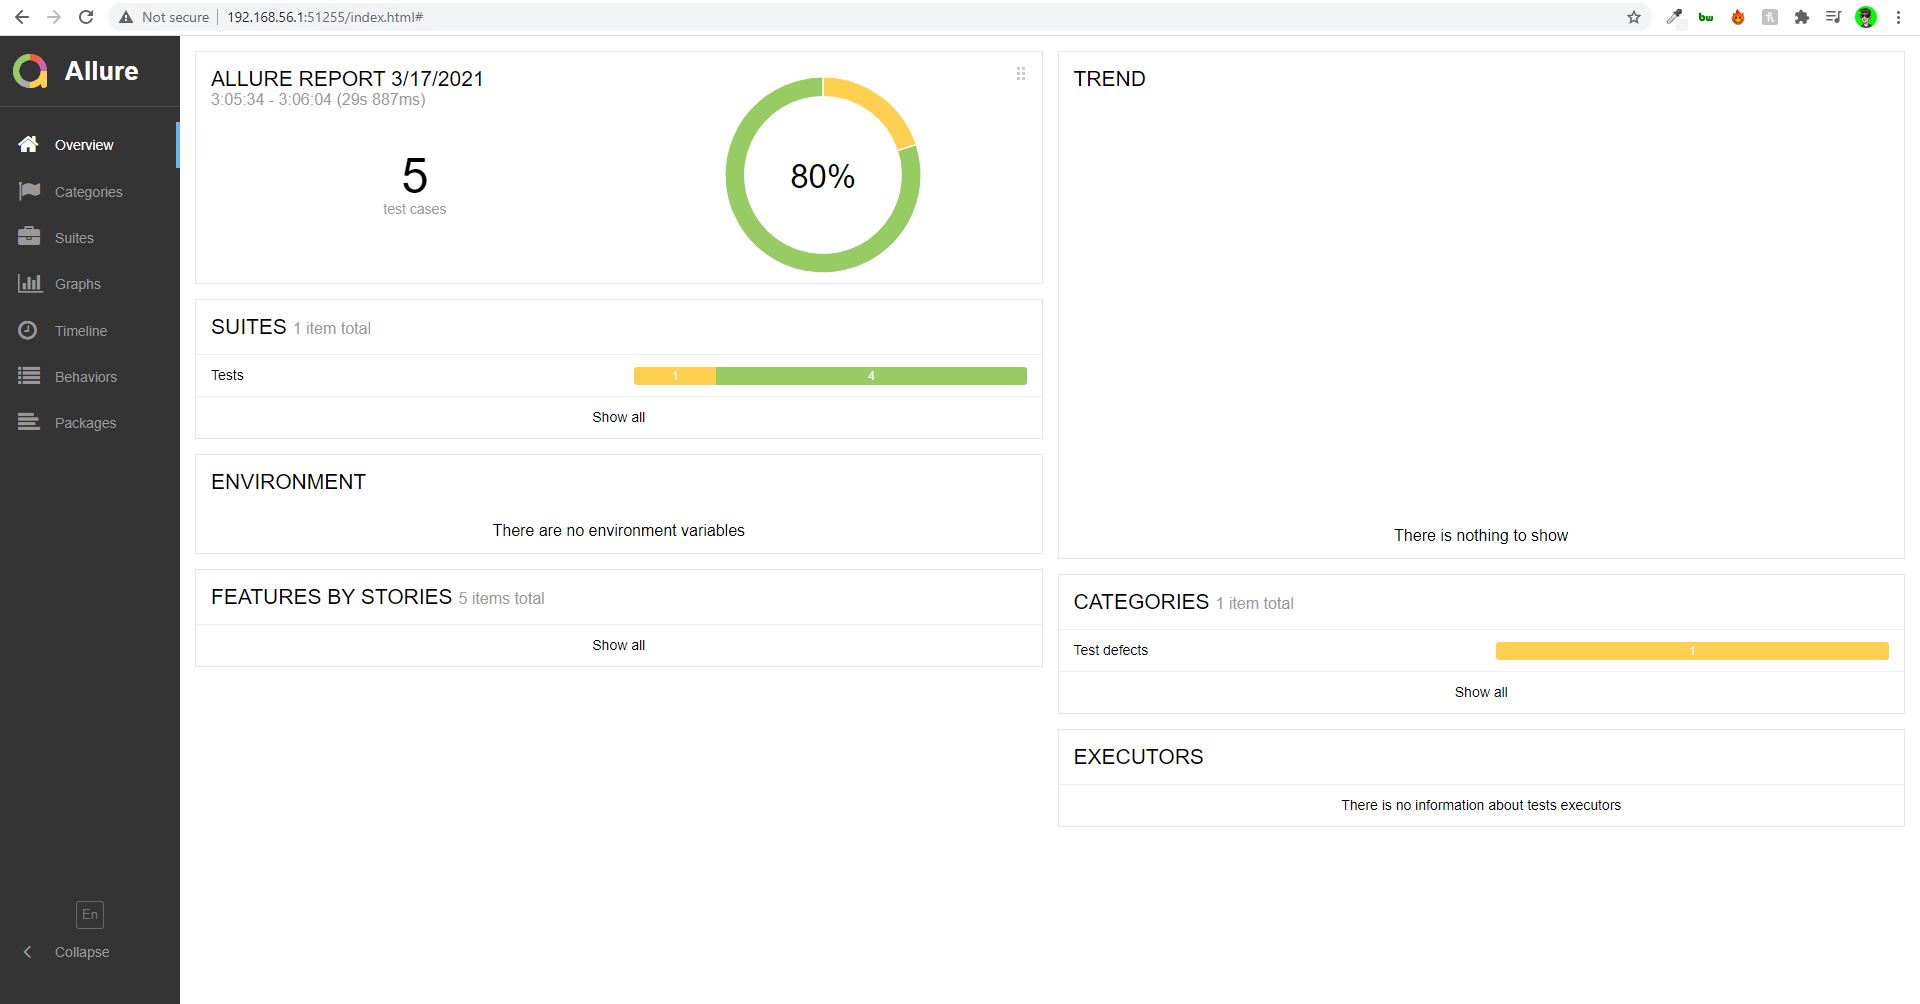 Not secure | 192.168.56.1:51255/index.html#
bw
Allure
Overview
Categories
Suites
Graphs
Timeline
Behaviors
Packages
En
Collapse
ALLURE REPORT 3/17/2021
3:05:34 - 3:06:04 (29s 887ms)
5
test cases
80%
SUITES 1 item total
Tests 1 4
Show all
ENVIRONMENT
There are no environment variables
FEATURES BY STORIES 5 items total
Show all
TREND
There is nothing to show
CATEGORIES 1 item total
Test defects 1
Show all
EXECUTORS
There is no information about tests executors